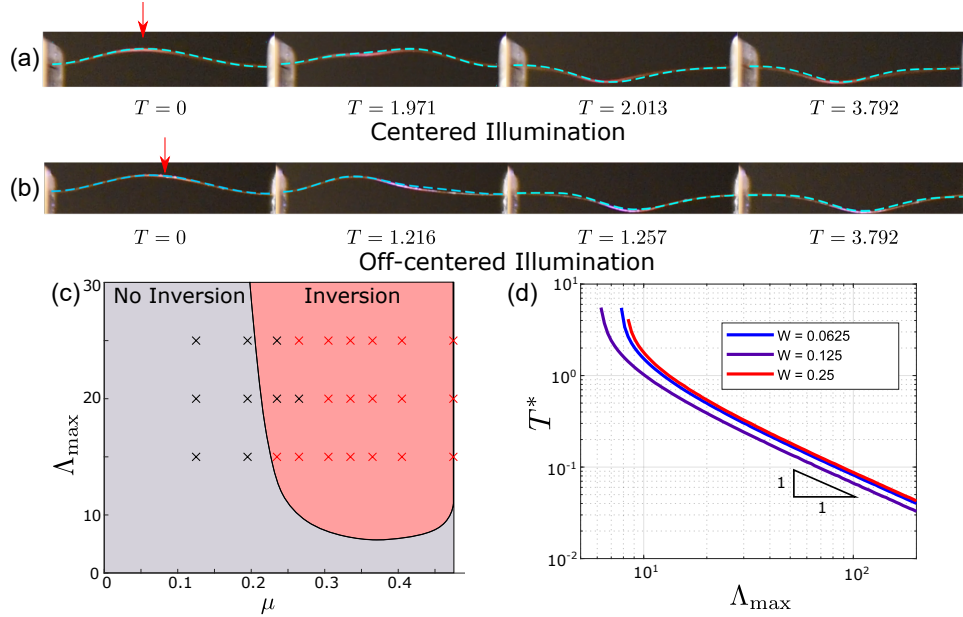 (a)
T = 0 T = 1.971 T = 2.013 T = 3.792
Centered Illumination
(b)
T = 0 T = 1.216 T = 1.257 T = 3.792
Off-centered Illumination
(c)
No Inversion Inversion
30
20
10
0
Λmax
0 0.1 0.2 0.3 0.4
μ
(d)
10^1
10^0
10^-1
10^-2
T*
W = 0.0625
W = 0.125
W = 0.25
1
1
10^1 10^2
Λmax